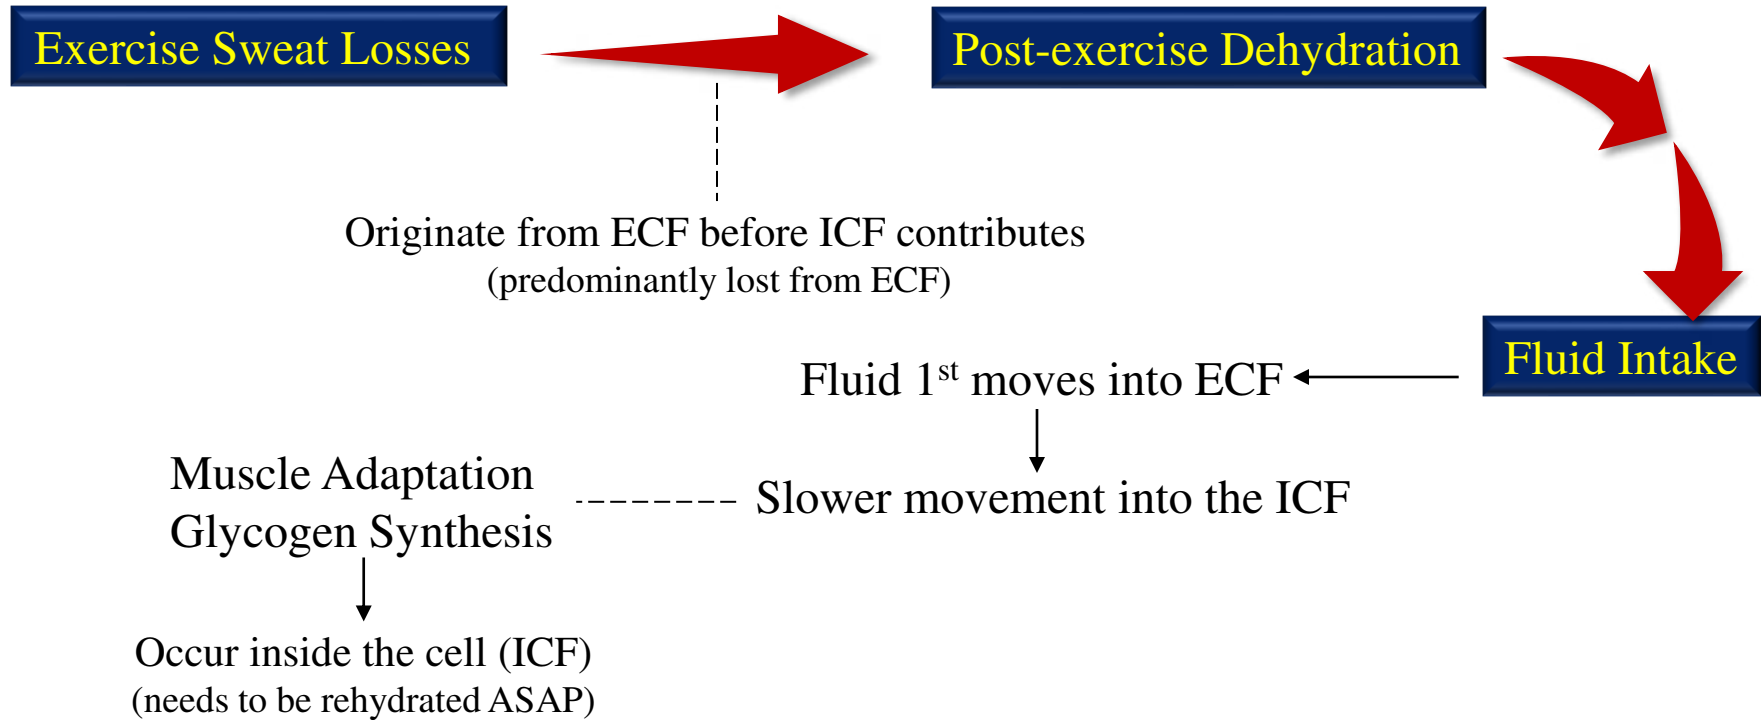 Exercise Sweat Losses
Post-exercise Dehydration
Originate from ECF before ICF contributes
(predominantly lost from ECF)
Fluid Intake
Fluid 1st moves into ECF
Slower movement into the ICF
Muscle Adaptation
Glycogen Synthesis
Occur inside the cell (ICF)
(needs to be rehydrated ASAP)